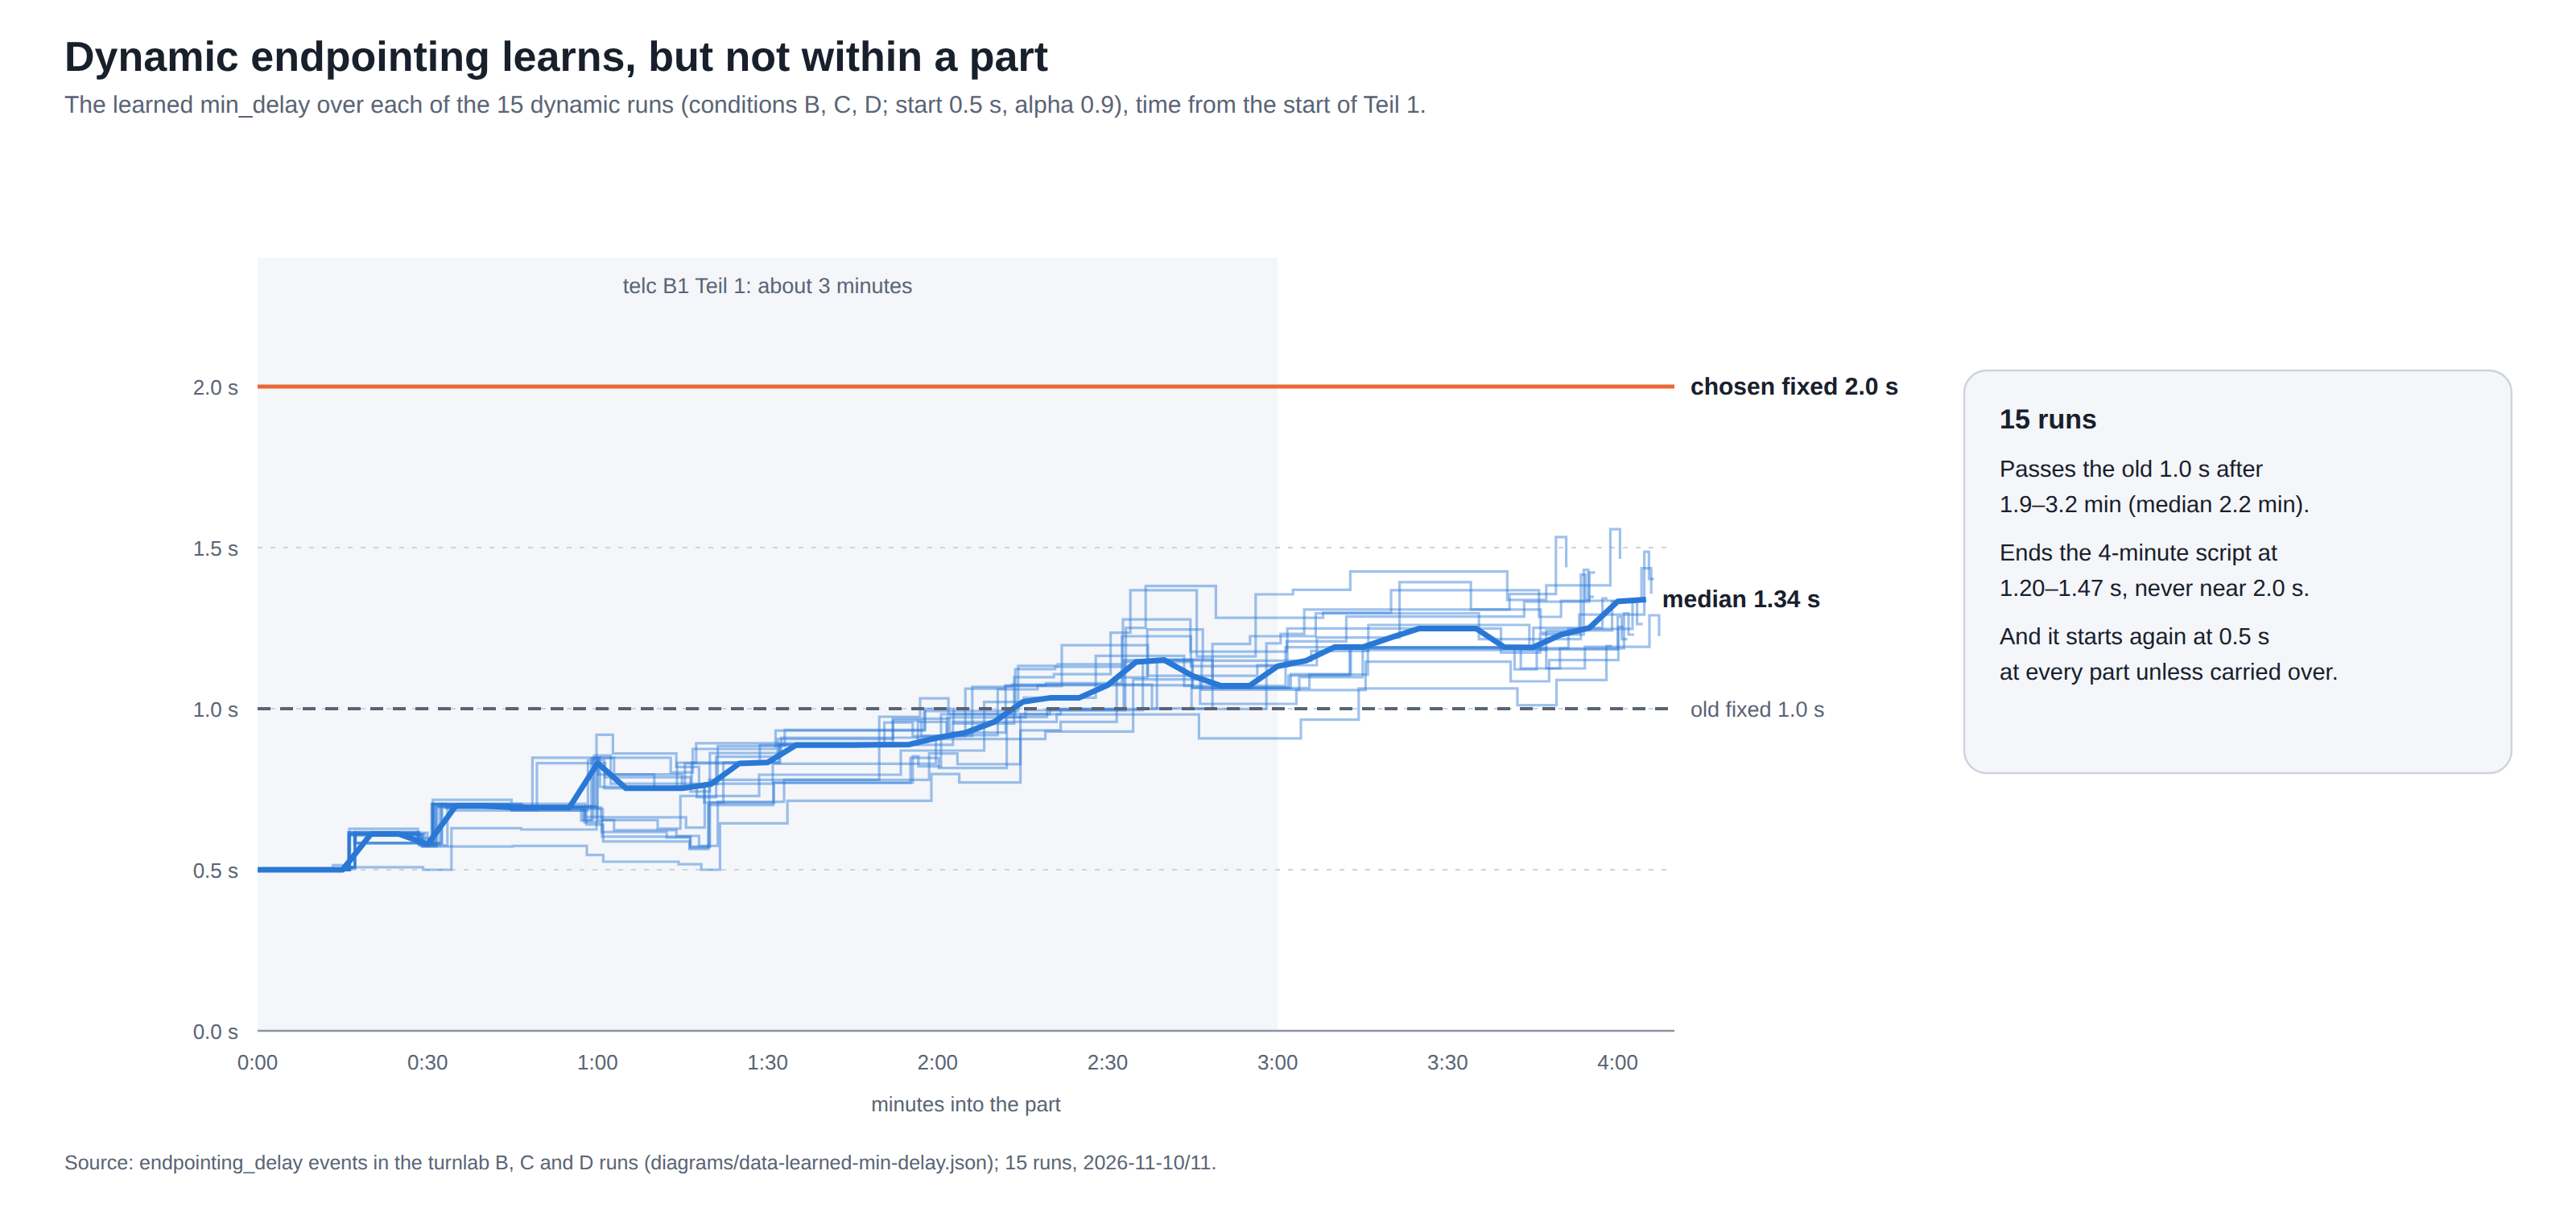 Dynamic endpointing learns, but not within a part
The learned min_delay over each of the 15 dynamic runs (conditions B, C, D; start 0.5 s, alpha 0.9), time from the start of Teil 1.
telc B1 Teil 1: about 3 minutes
2.0 s
chosen fixed 2.0 s
1.5 s
median 1.34 s
1.0 s
old fixed 1.0 s
0.5 s
0.0 s
0:00
0:30
1:00
1:30
2:00
2:30
3:00
3:30
4:00
minutes into the part
15 runs
Passes the old 1.0 s after
1.9–3.2 min (median 2.2 min).
Ends the 4-minute script at
1.20–1.47 s, never near 2.0 s.
And it starts again at 0.5 s
at every part unless carried over.
Source: endpointing_delay events in the turnlab B, C and D runs (diagrams/data-learned-min-delay.json); 15 runs, 2026-11-10/11.